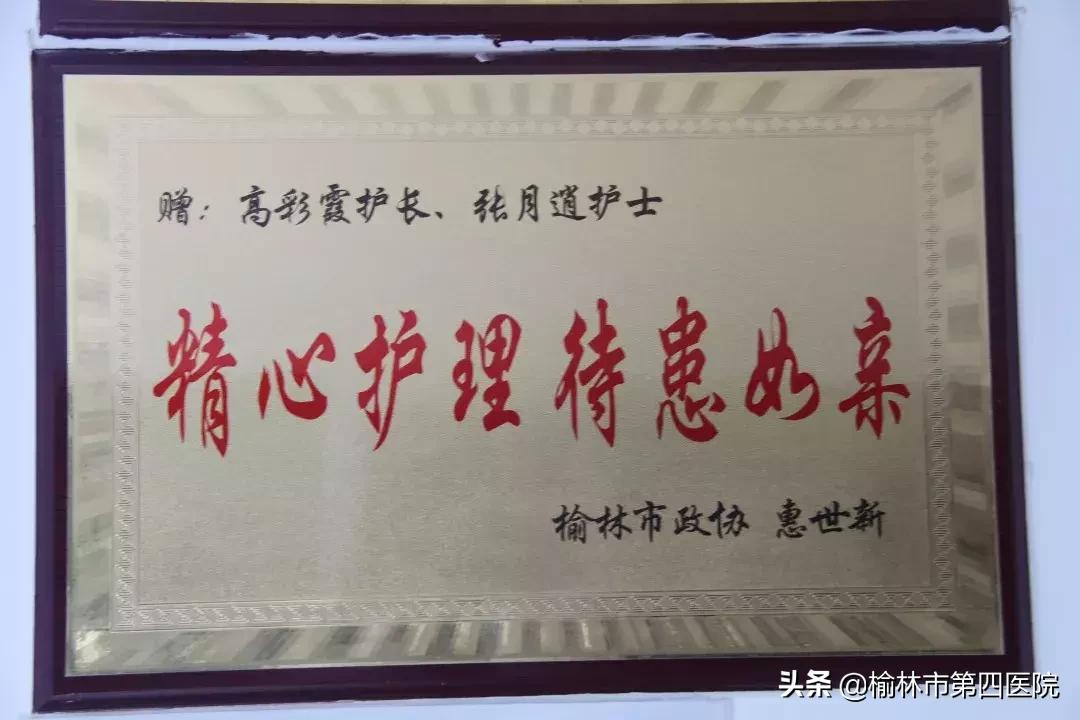 赠：高彩霞护长、张月逍护士
精心护理 待患如亲
榆林市政协 惠世新
头条 @榆林市第四医院